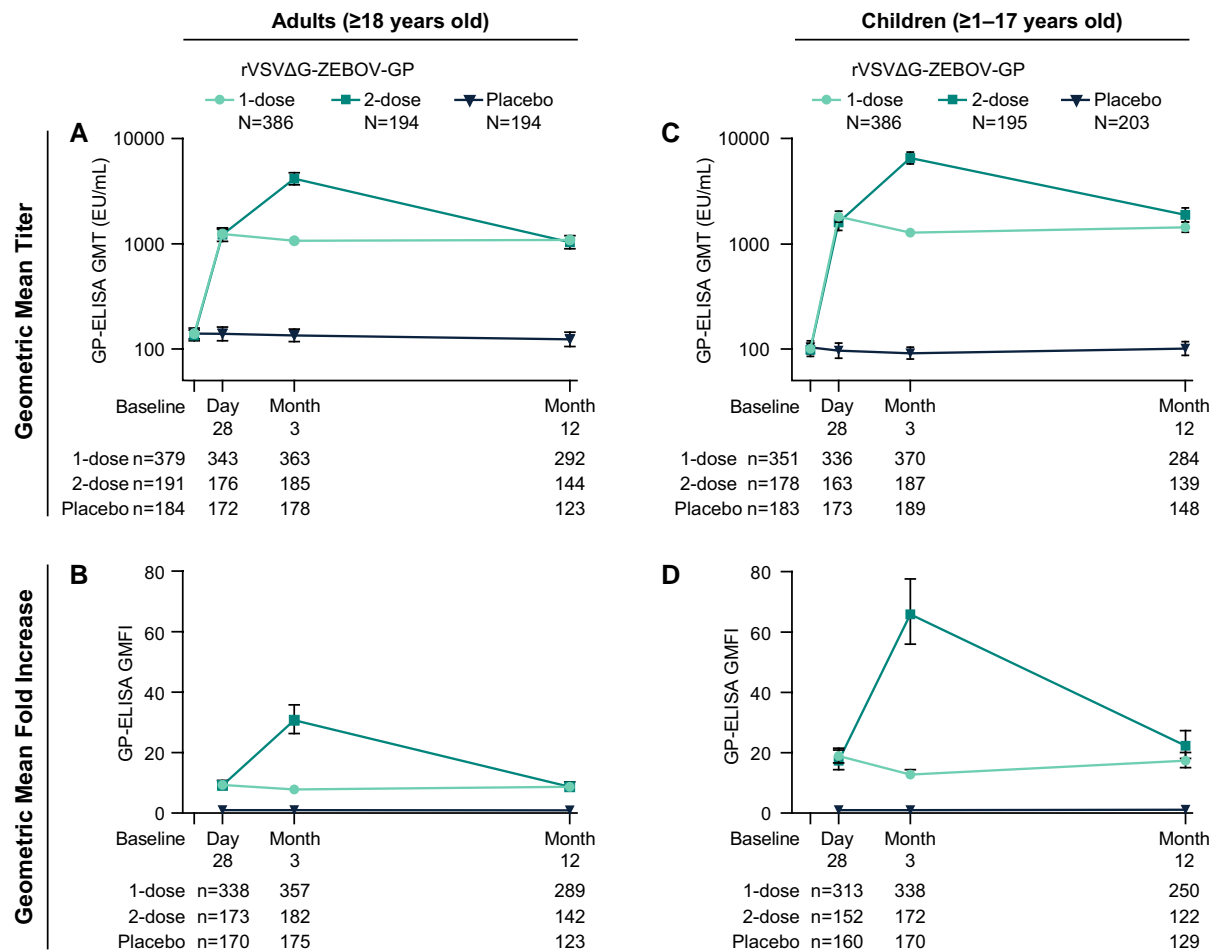 Adults (≥18 years old)
Children (≥1–17 years old)
rVSVΔG-ZEBOV-GP
1-dose 2-dose Placebo
N=386 N=194 N=194
rVSVΔG-ZEBOV-GP
1-dose 2-dose Placebo
N=386 N=195 N=203
Geometric Mean Titer
A
GP-ELISA GMT (EU/mL)
10000
1000
100
Baseline Day Month Month
28 3 12
1-dose n=379 343 363 292
2-dose n=191 176 185 144
Placebo n=184 172 178 123
C
GP-ELISA GMT (EU/mL)
10000
1000
100
Baseline Day Month Month
28 3 12
1-dose n=351 336 370 284
2-dose n=178 163 187 139
Placebo n=183 173 189 148
Geometric Mean Fold Increase
B
GP-ELISA GMFI
80
60
40
20
0
Baseline Day Month Month
28 3 12
1-dose n=338 357 289
2-dose n=173 182 142
Placebo n=170 175 123
D
GP-ELISA GMFI
80
60
40
20
0
Baseline Day Month Month
28 3 12
1-dose n=313 338 250
2-dose n=152 172 122
Placebo n=160 170 129